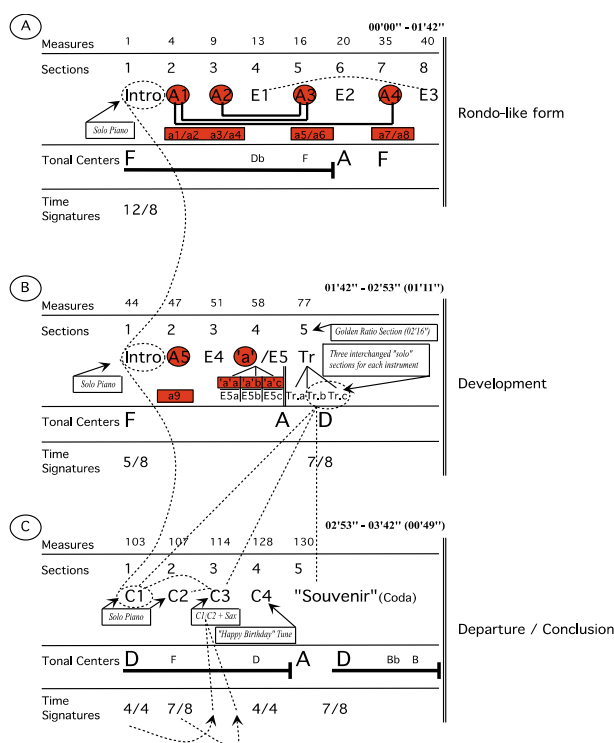 A 00'00'' - 01'42''
Measures 1 4 9 13 16 20 35 40
Sections 1 2 3 4 5 6 7 8
Intro A1 A2 E1 A3 E2 A4 E3
Rondo-like form
Solo Piano
a1/a2 a3/a4 a5/a6 a7/a8
Tonal Centers F Db F A F
Time
Signatures 12/8
B 01'42'' - 02'53'' (01'11'')
Measures 44 47 51 58 77
Sections 1 2 3 4 5
Golden Ratio Section (02'16")
Intro A5 E4 'a'/E5 Tr
Three interchanged "solo"
sections for each instrument
Solo Piano
'a'a 'a'b 'a'c
a9 E5a E5b E5c Tr.a Tr.b Tr.c
Development
Tonal Centers F A D
Time
Signatures 5/8 7/8
C 02'53'' - 03'42'' (00'49'')
Measures 103 107 114 128 130
Sections 1 2 3 4 5
C1 C2 C3 C4 "Souvenir" (Coda)
Solo Piano C1 C2 + Sax
"Happy Birthday" Tune
Departure / Conclusion
Tonal Centers D F D A D Bb B
Time
Signatures 4/4 7/8 4/4 7/8